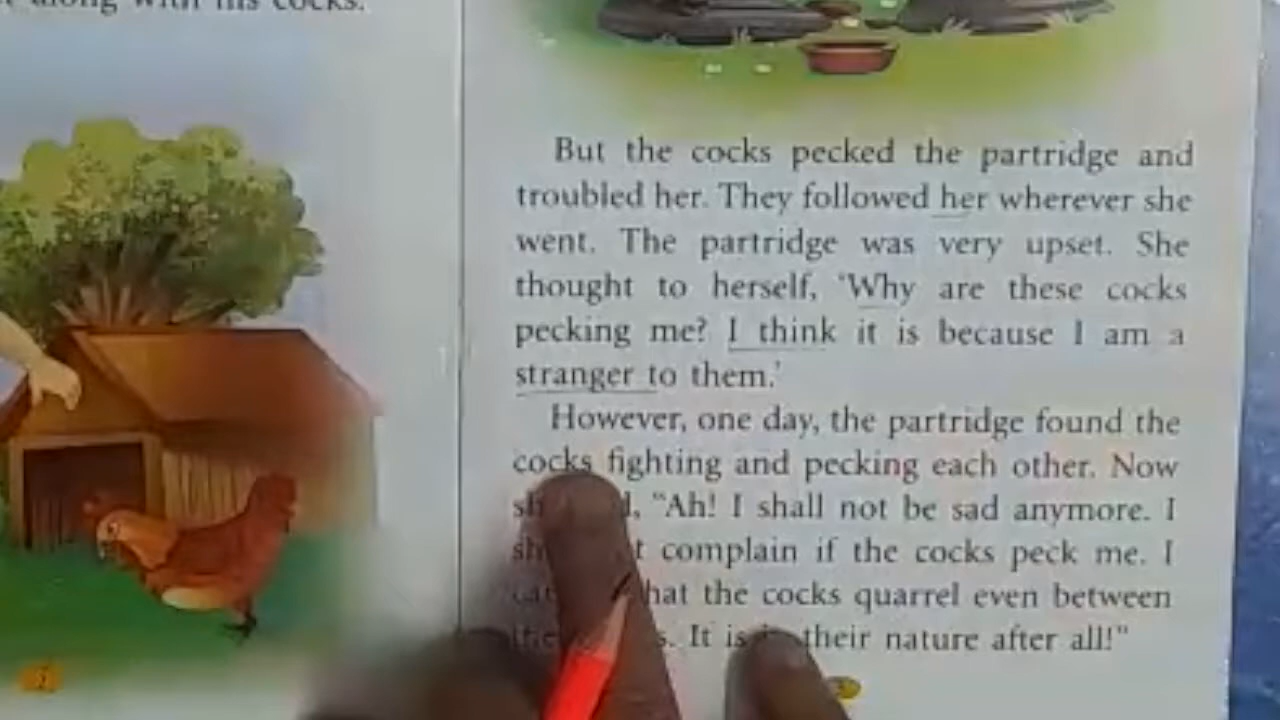 along with his cocks.
But the cocks pecked the partridge and
troubled her. They followed her wherever she
went. The partridge was very upset. She
thought to herself, 'Why are these cocks
pecking me? I think it is because I am a
stranger to them.'
However, one day, the partridge found the
cocks fighting and pecking each other. Now
"Ah! I shall not be sad anymore. I
complain if the cocks peck me. I
that the cocks quarrel even between
It is their nature after all!"